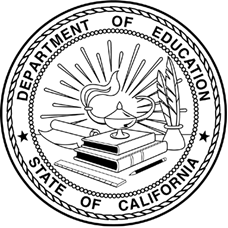 DEPARTMENT OF EDUCATION
STATE OF CALIFORNIA